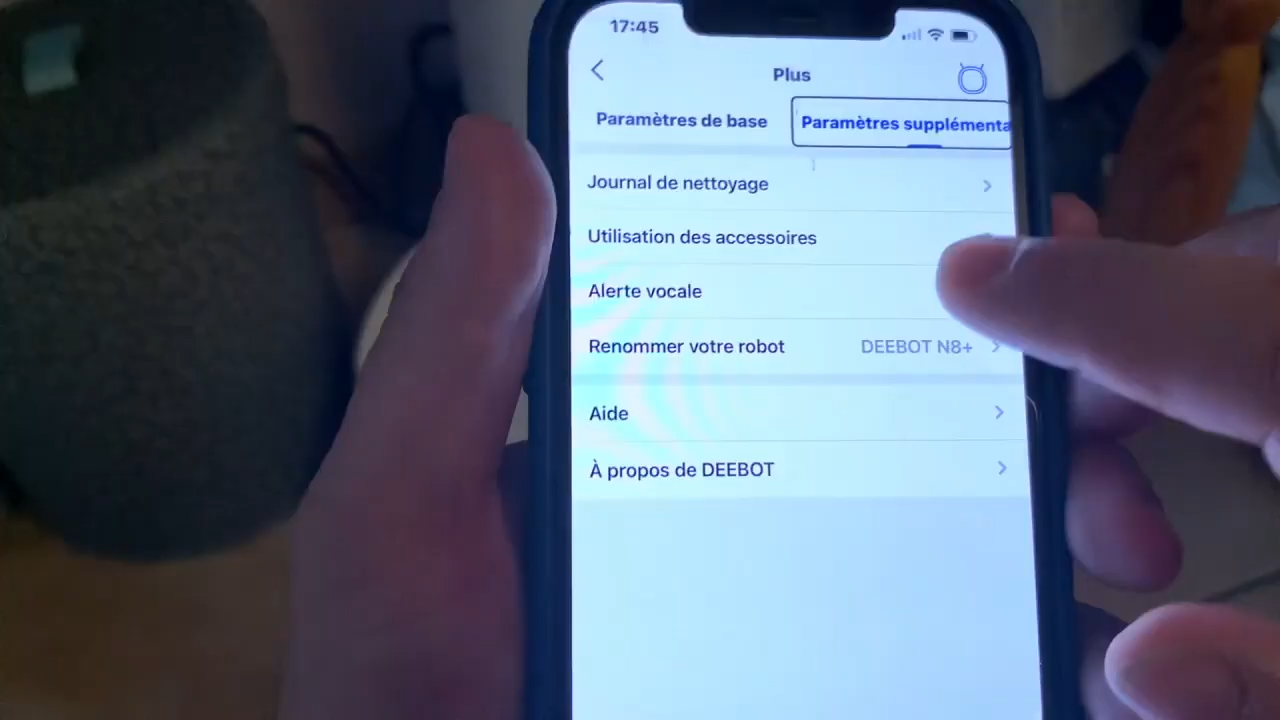 17:45
Plus
Paramètres de base
Paramètres supplémenta
Journal de nettoyage
Utilisation des accessoires
Alerte vocale
Renommer votre robot DEEBOT N8+
Aide
À propos de DEEBOT